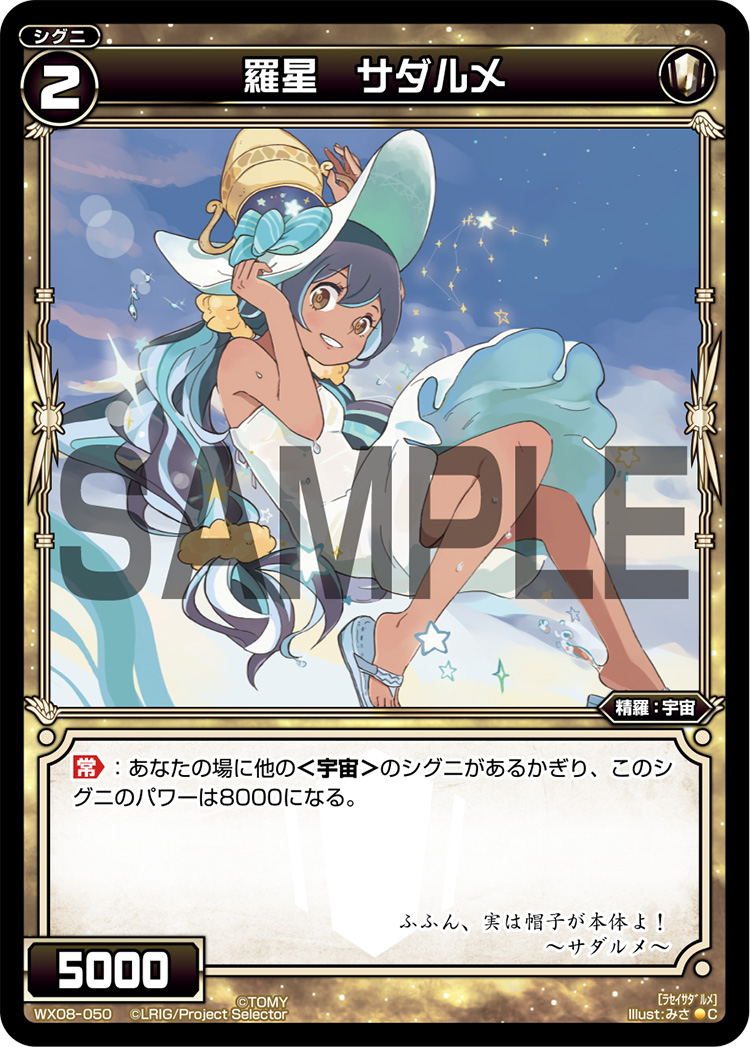 シグニ
2
羅星　サダルメ
SAMPLE
精羅：宇宙
常：あなたの場に他の<宇宙>のシグニがあるかぎり、このシ
グニのパワーは8000になる。
ふふん、実は帽子が本体よ！
～サダルメ～
5000
WX08-050 ©LRIG/Project Selector
©TOMY
[ラセイサダルメ]
Illust:みさ C